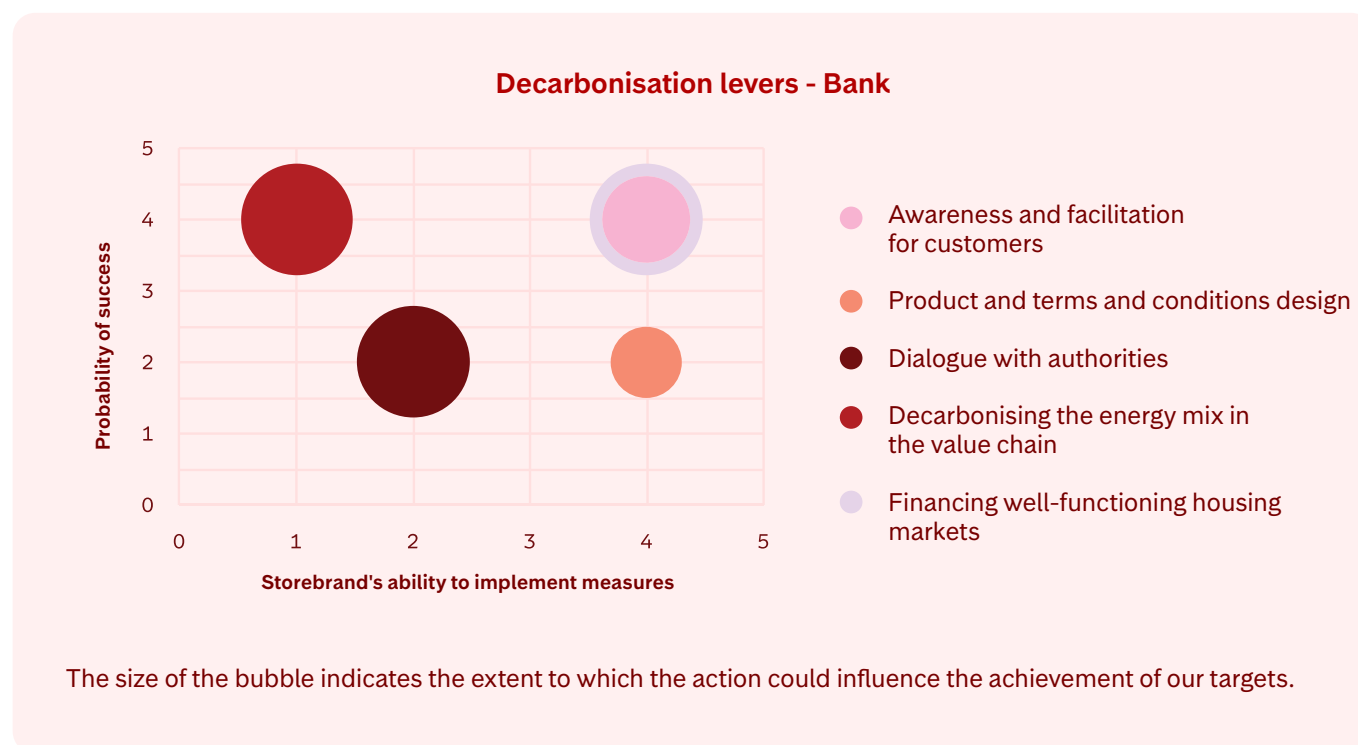 Decarbonisation levers - Bank
5
4
3
2
1
0
0 1 2 3 4 5
Probability of success
Storebrand's ability to implement measures
Awareness and facilitation
for customers
Product and terms and conditions design
Dialogue with authorities
Decarbonising the energy mix in
the value chain
Financing well-functioning housing
markets
The size of the bubble indicates the extent to which the action could influence the achievement of our targets.